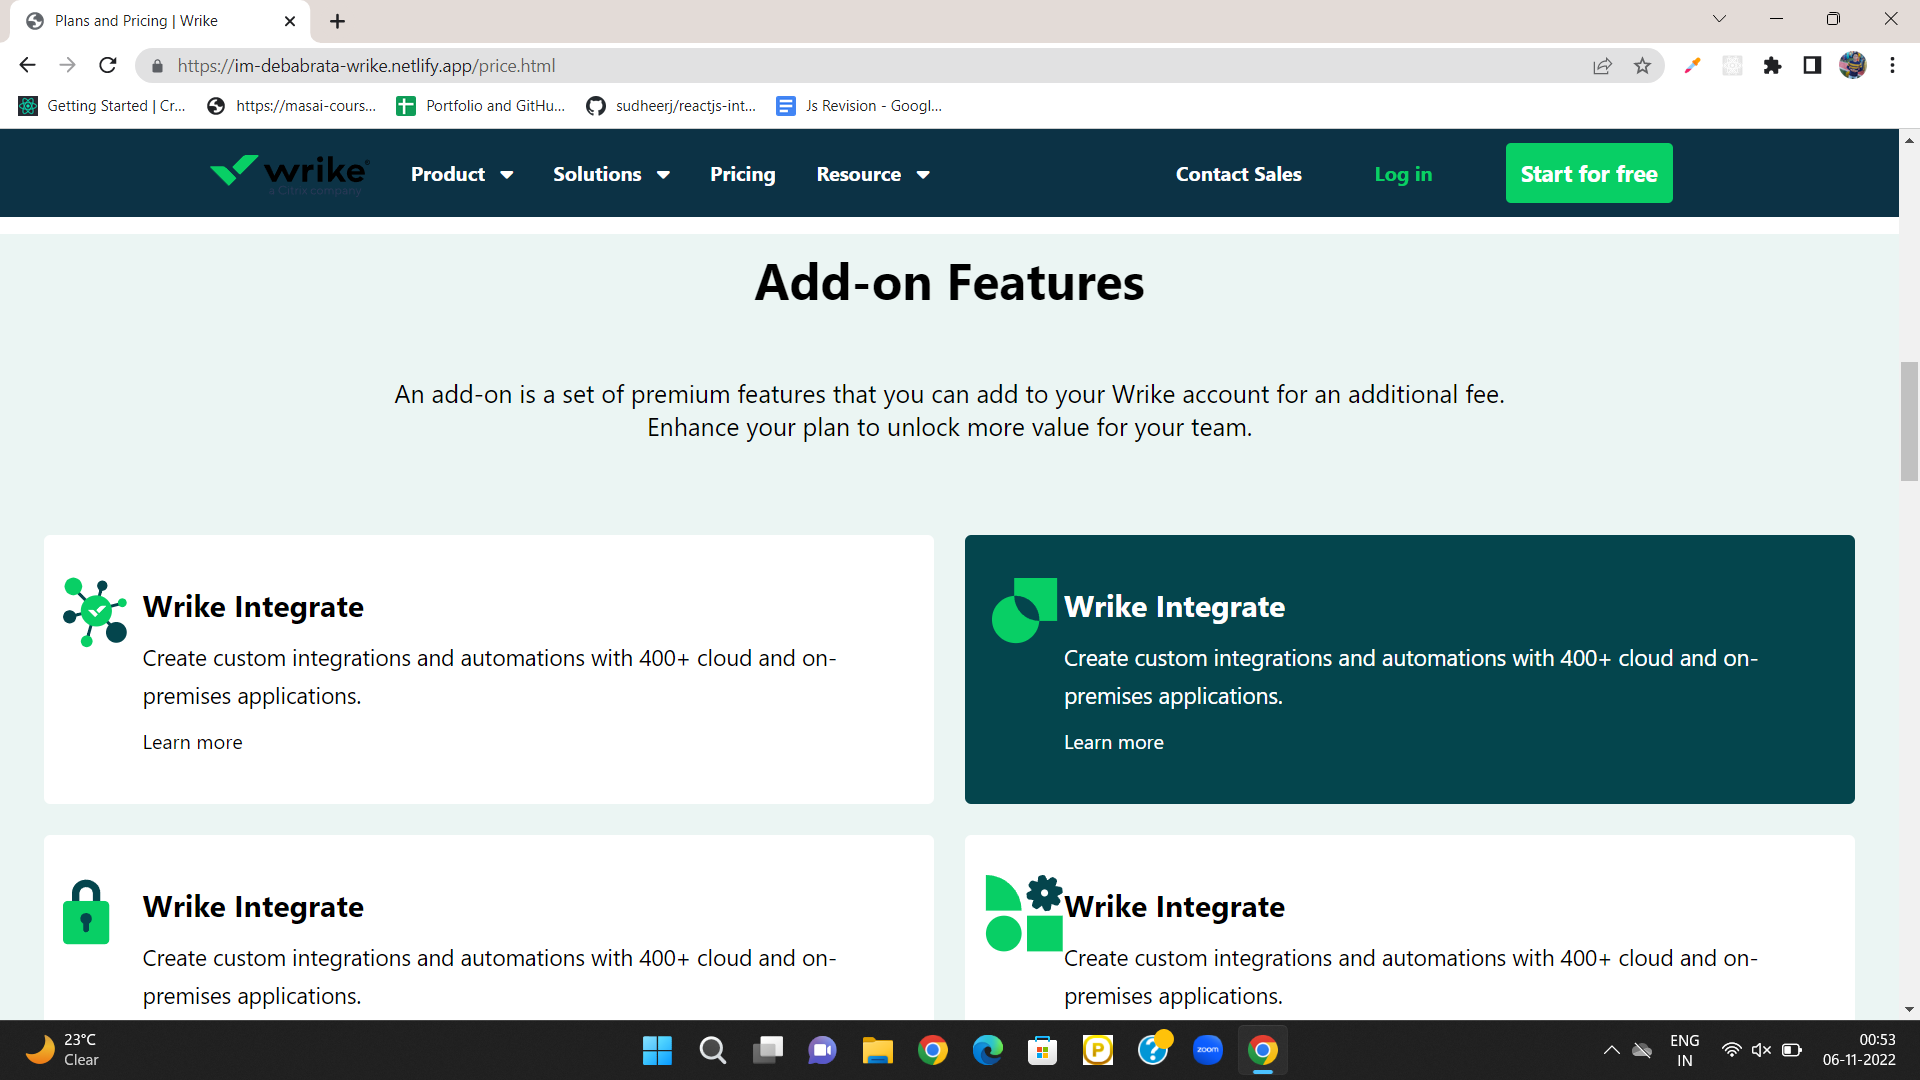 Plans and Pricing | Wrike
https://im-debabrata-wrike.netlify.app/price.html
Getting Started | Cr... https://masai-cours... Portfolio and GitHu... sudheerj/reactjs-int... Js Revision - Googl...
wrike Product Solutions Pricing Resource Contact Sales Log in Start for free
a Citrix company
Add-on Features
An add-on is a set of premium features that you can add to your Wrike account for an additional fee.
Enhance your plan to unlock more value for your team.
Wrike Integrate
Create custom integrations and automations with 400+ cloud and on-
premises applications.
Learn more
Wrike Integrate
Create custom integrations and automations with 400+ cloud and on-
premises applications.
Learn more
Wrike Integrate
Create custom integrations and automations with 400+ cloud and on-
premises applications.
Wrike Integrate
Create custom integrations and automations with 400+ cloud and on-
premises applications.
23°C
Clear
P
?
zoom
ENG
IN
00:53
06-11-2022